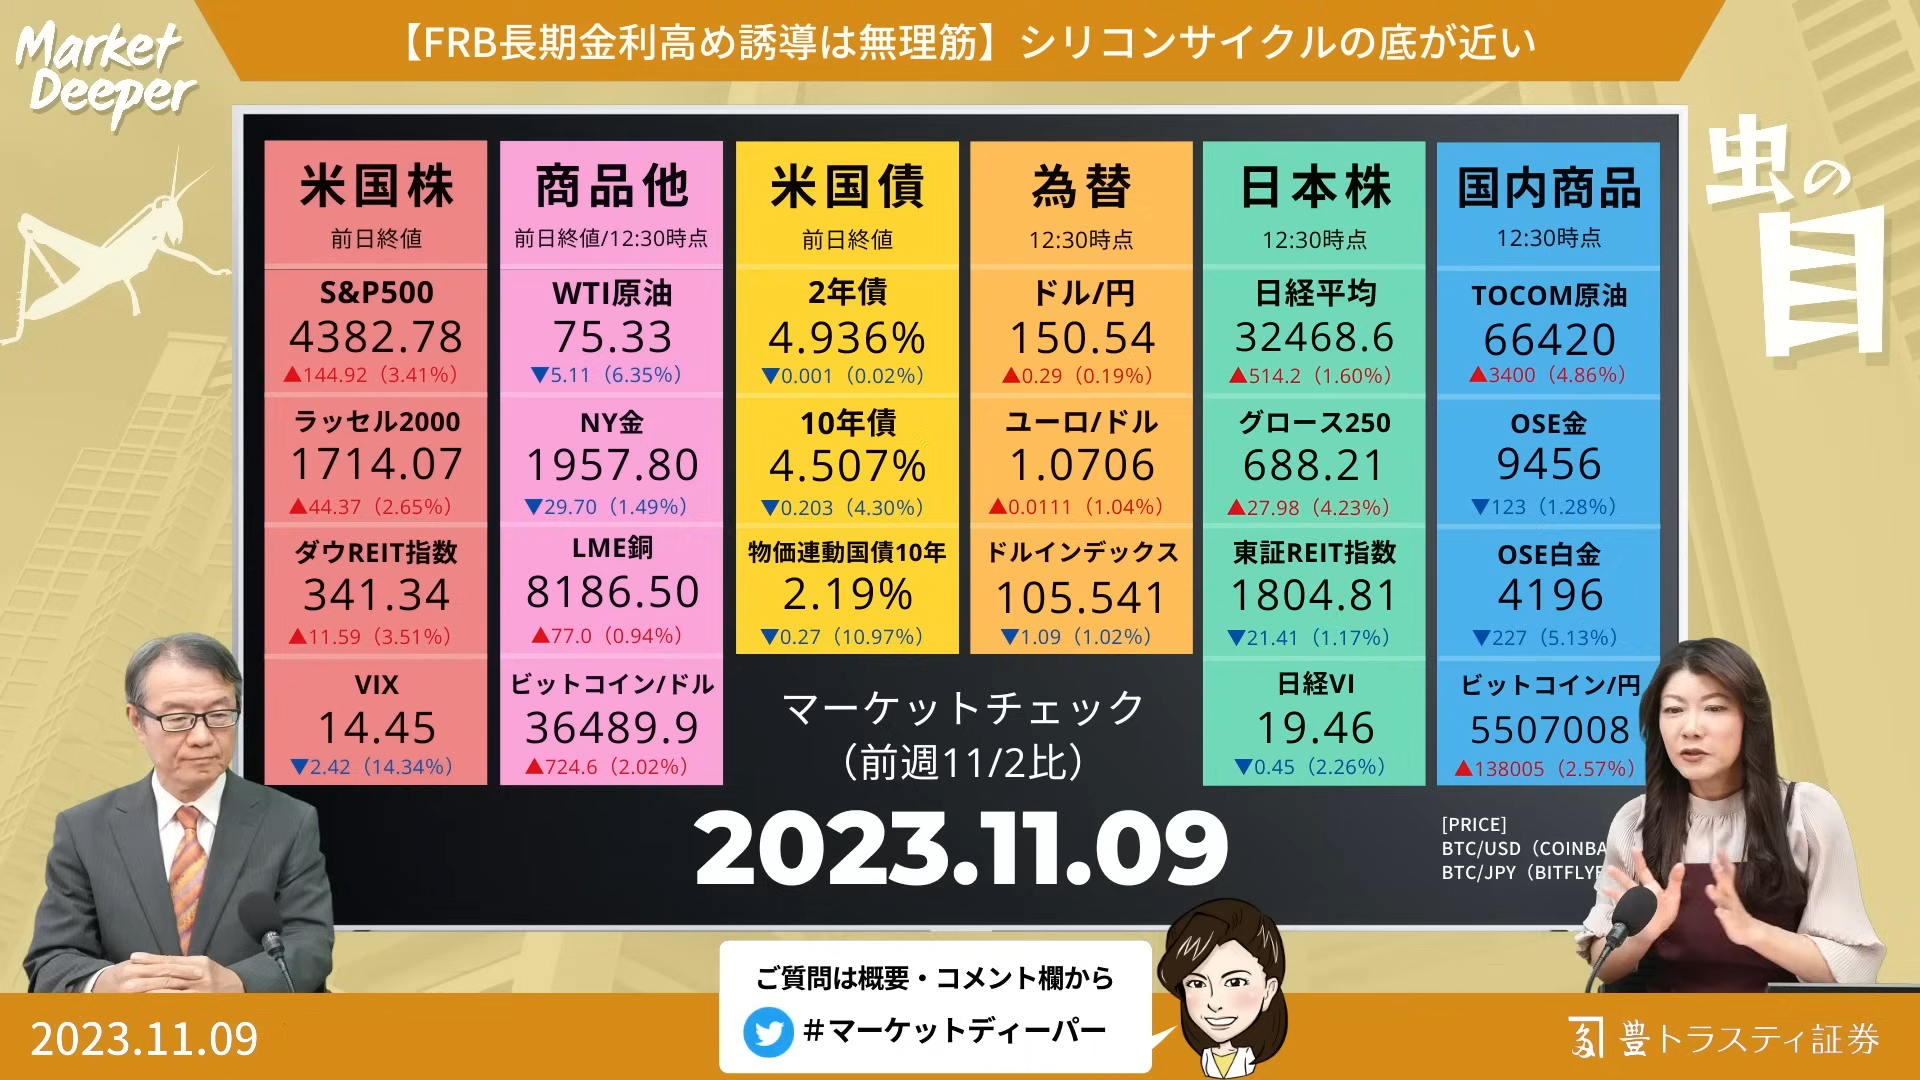 【FRB長期金利高め誘導は無理筋】シリコンサイクルの底が近い
Market
Deeper
虫の
目
米国株
前日終値
S&P500
4382.78
▲144.92（3.41%）
ラッセル2000
1714.07
▲44.37（2.65%）
ダウREIT指数
341.34
▲11.59（3.51%）
VIX
14.45
▼2.42（14.34%）
商品他
前日終値/12:30時点
WTI原油
75.33
▼5.11（6.35%）
NY金
1957.80
▼29.70（1.49%）
LME銅
8186.50
▲77.0（0.94%）
ビットコイン/ドル
36489.9
▲724.6（2.02%）
米国債
前日終値
2年債
4.936%
▼0.001（0.02%）
10年債
4.507%
▼0.203（4.30%）
物価連動国債10年
2.19%
▼0.27（10.97%）
為替
12:30時点
ドル/円
150.54
▲0.29（0.19%）
ユーロ/ドル
1.0706
▲0.0111（1.04%）
ドルインデックス
105.541
▼1.09（1.02%）
日本株
12:30時点
日経平均
32468.6
▲514.2（1.60%）
グロース250
688.21
▲27.98（4.23%）
東証REIT指数
1804.81
▼21.41（1.17%）
日経VI
19.46
▼0.45（2.26%）
国内商品
12:30時点
TOCOM原油
66420
▲3400（4.86%）
OSE金
9456
▼123（1.28%）
OSE白金
4196
▼227（5.13%）
ビットコイン/円
5507008
▲138005（2.57%）
マーケットチェック
（前週11/2比）
2023.11.09
[PRICE]
BTC/USD（COINBA
BTC/JPY（BITFLYE
ご質問は概要・コメント欄から
＃マーケットディーパー
2023.11.09
豊トラスティ証券